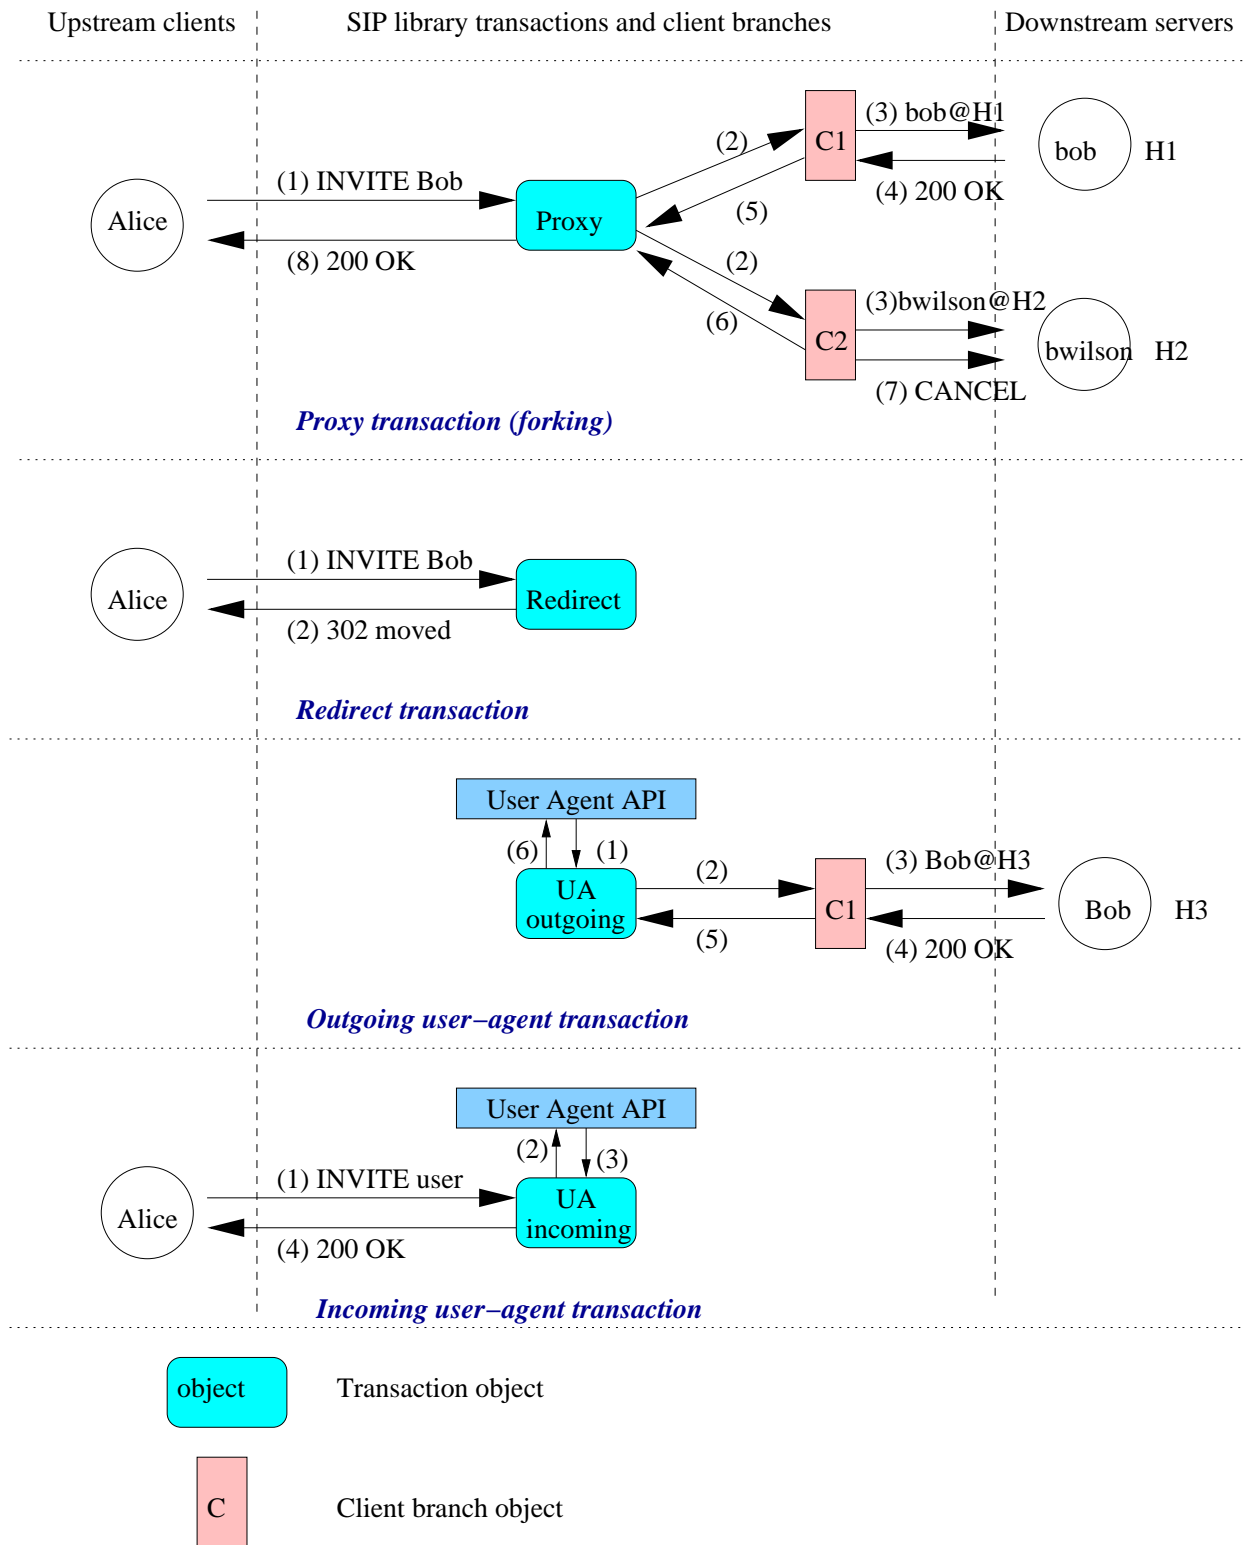 Upstream clients
SIP library transactions and client branches
Downstream servers
(3) bob@H1
(2)
C1
bob
H1
(1) INVITE Bob
(4) 200 OK
Alice
Proxy
(5)
(8) 200 OK
(2)
(3)bwilson@H2
(6)
C2
bwilson
H2
(7) CANCEL
Proxy transaction (forking)
(1) INVITE Bob
Alice
Redirect
(2) 302 moved
Redirect transaction
User Agent API
(6)
(1)
(2)
(3) Bob@H3
UA
outgoing
C1
Bob
H3
(5)
(4) 200 OK
Outgoing user−agent transaction
User Agent API
(2)
(3)
(1) INVITE user
UA
incoming
Alice
(4) 200 OK
Incoming user−agent transaction
object
Transaction object
C
Client branch object